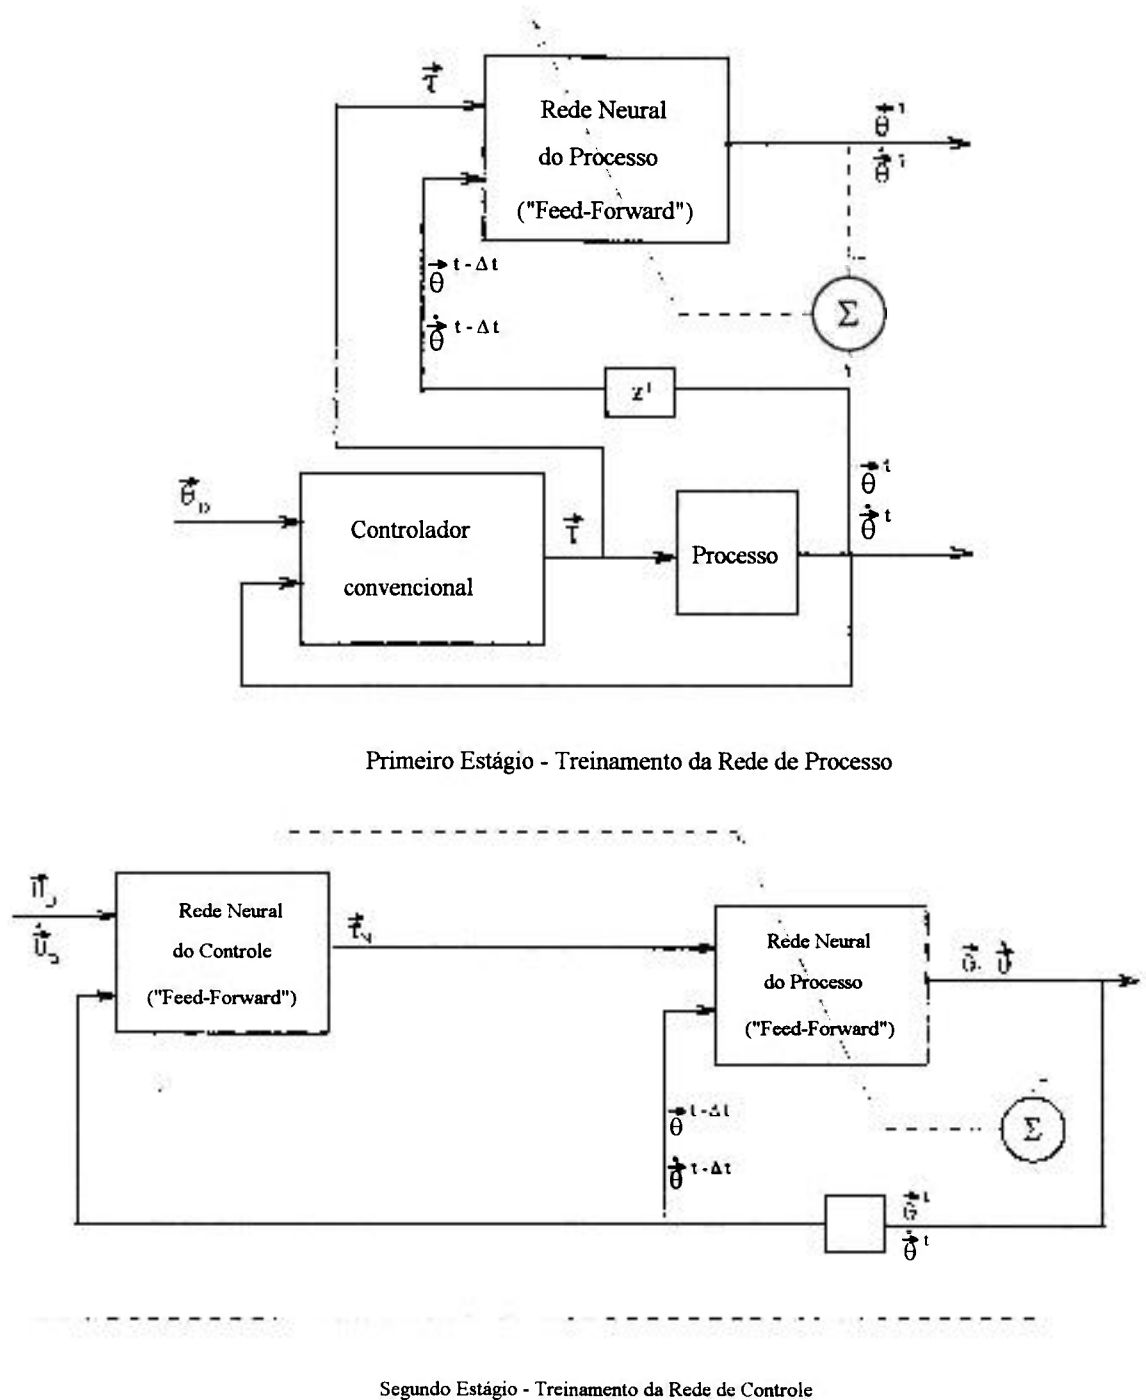 Rede Neural
do Processo
("Feed-Forward")
θ t - Δt
θ̇ t - Δt
Σ
θ t
θ̇ t
Controlador
convencional
Processo
Primeiro Estágio - Treinamento da Rede de Processo
Rede Neural
do Controle
("Feed-Forward")
Rede Neural
do Processo
("Feed-Forward")
θ t - Δt
θ̇ t - Δt
Σ
θ̇ t
Segundo Estágio - Treinamento da Rede de Controle